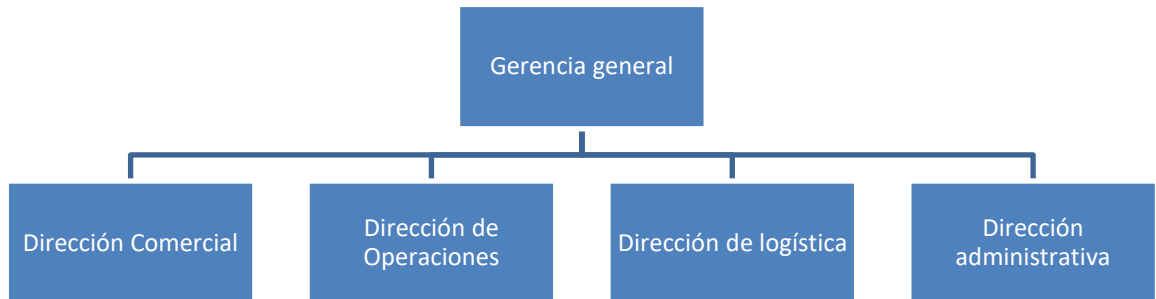 Gerencia general
Dirección Comercial
Dirección de
Operaciones
Dirección de logística
Dirección
administrativa